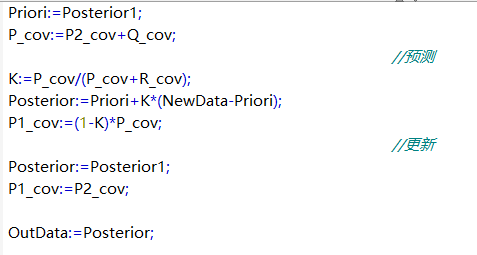 Priori:=Posterior1;
P_cov:=P2_cov+Q_cov;
//预测
K:=P_cov/(P_cov+R_cov);
Posterior:=Priori+K*(NewData-Priori);
P1_cov:=(1-K)*P_cov;
//更新
Posterior:=Posterior1;
P1_cov:=P2_cov;
OutData:=Posterior;